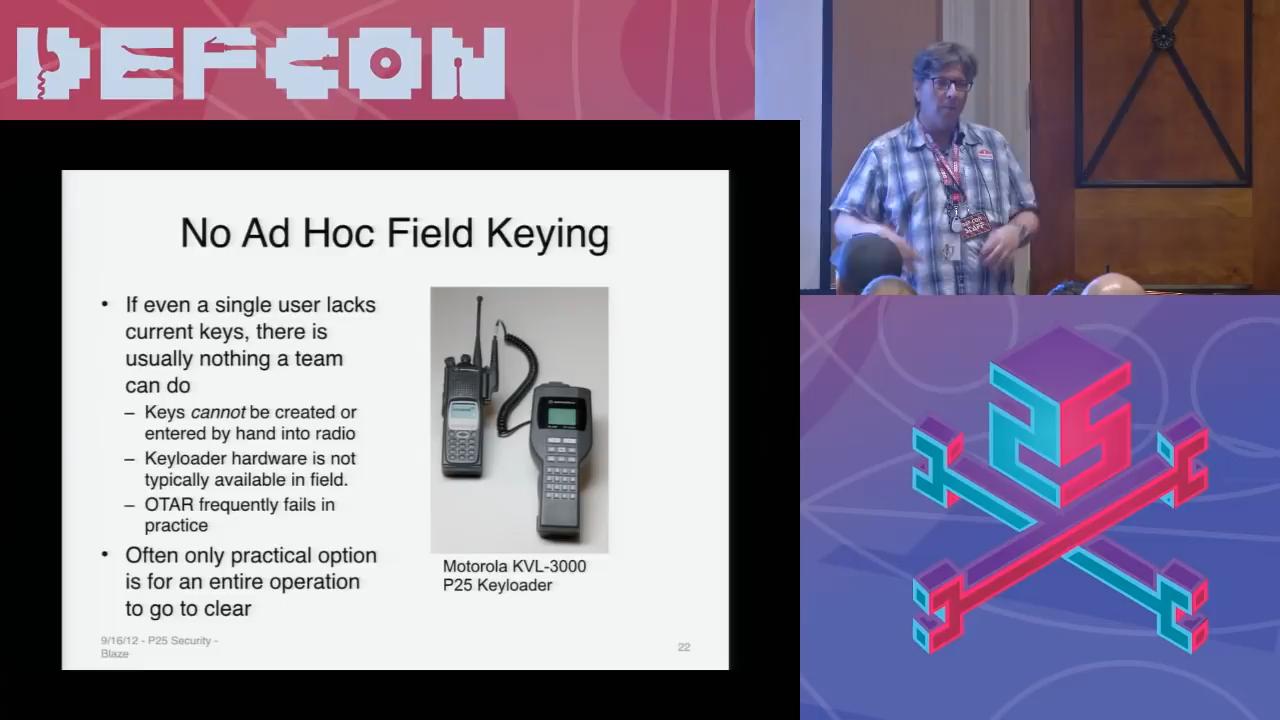 DEFCON
No Ad Hoc Field Keying
• If even a single user lacks
current keys, there is
usually nothing a team
can do
– Keys cannot be created or
entered by hand into radio
– Keyloader hardware is not
typically available in field.
– OTAR frequently fails in
practice
• Often only practical option
is for an entire operation
to go to clear
Motorola KVL-3000
P25 Keyloader
9/16/12 - P25 Security -
Blaze
22